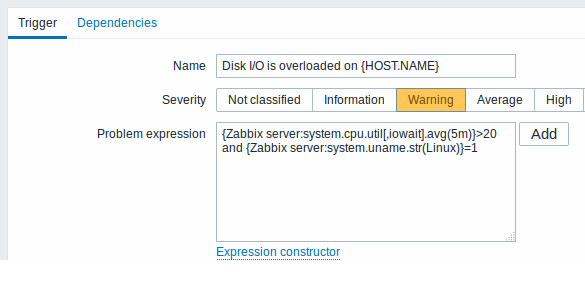 Trigger Dependencies
Name Disk I/O is overloaded on {HOST.NAME}
Severity Not classified Information Warning Average High
Problem expression {Zabbix server:system.cpu.util[,iowait].avg(5m)}>20 Add
and {Zabbix server:system.uname.str(Linux)}=1
Expression constructor